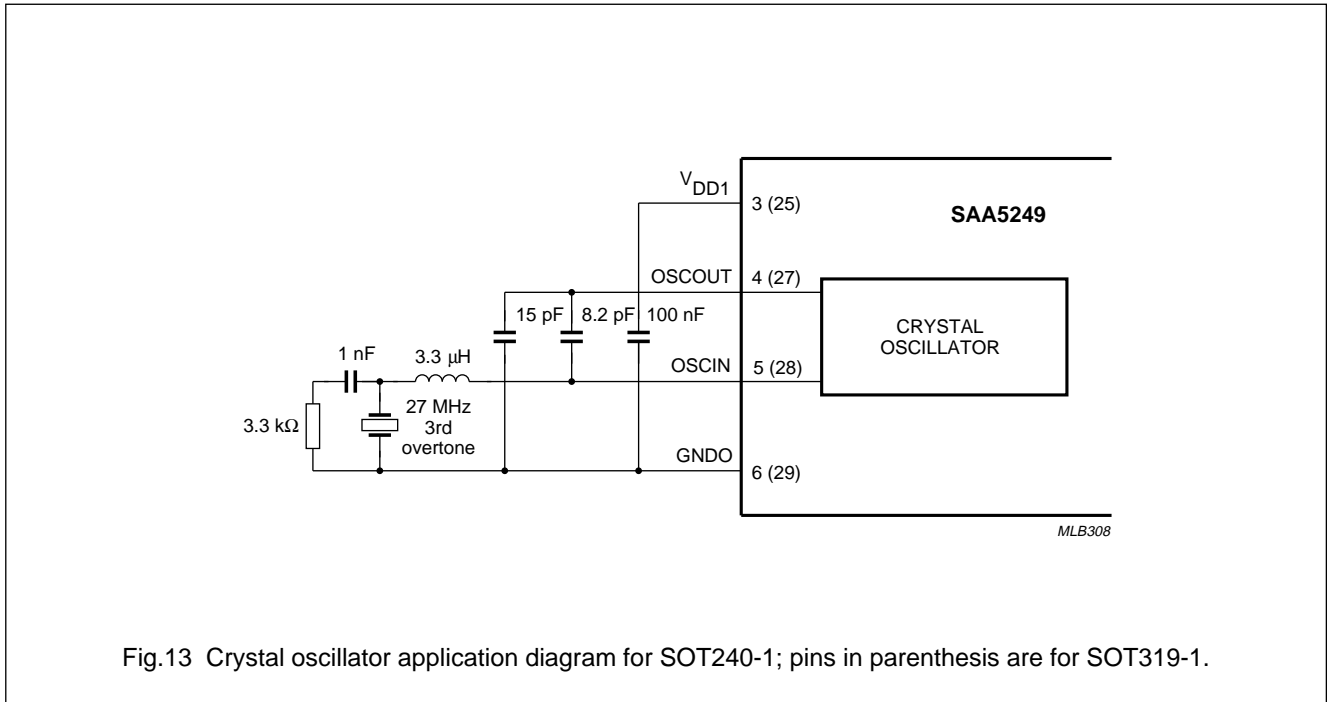 VDD1
3 (25)
SAA5249
OSCOUT
4 (27)
15 pF
8.2 pF
100 nF
CRYSTAL
OSCILLATOR
1 nF
3.3 μH
OSCIN
5 (28)
3.3 kΩ
27 MHz
3rd
overtone
GNDO
6 (29)
MLB308
Fig.13 Crystal oscillator application diagram for SOT240-1; pins in parenthesis are for SOT319-1.